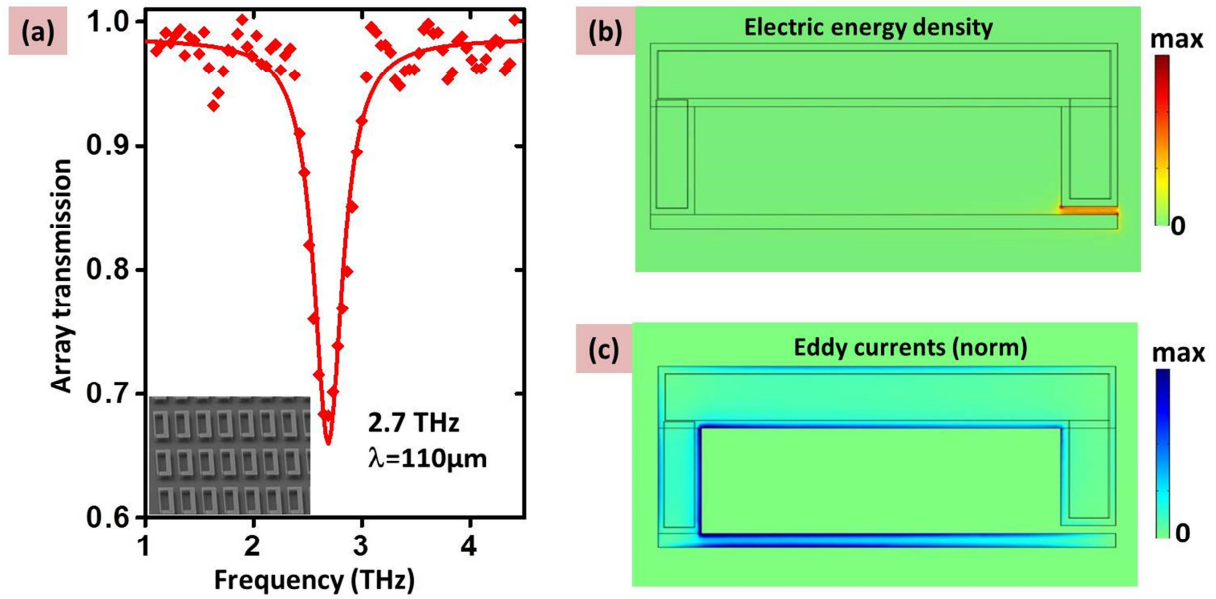 (a)
1.0
0.9
0.8
0.7
0.6
Array transmission
2.7 THz
λ=110μm
1 2 3 4
Frequency (THz)
(b)
Electric energy density
max
0
(c)
Eddy currents (norm)
max
0